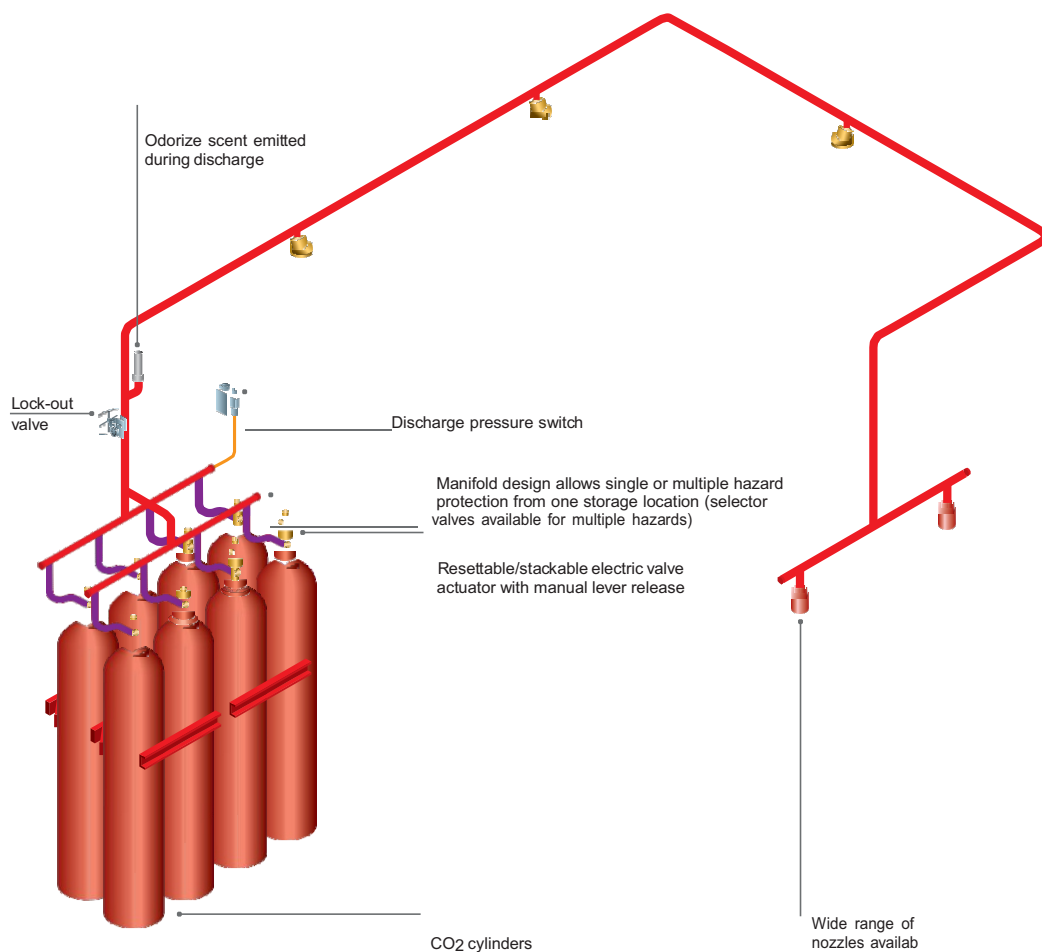 Odorize scent emitted
during discharge
Lock-out
valve
Discharge pressure switch
Manifold design allows single or multiple hazard
protection from one storage location (selector
valves available for multiple hazards)
Resettable/stackable electric valve
actuator with manual lever release
CO2 cylinders
Wide range of
nozzles availab